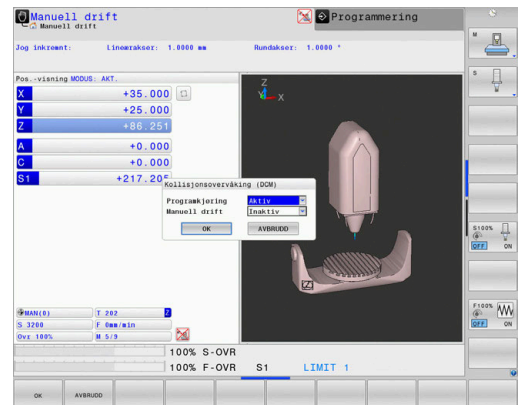 Manuell drift
Manuell drift
Programmering
Jog inkremnt: Lineærakser: 1.0000 mm Rundakser: 1.0000 °
Pos.-visning MODUS: AKT.
X +35.000
Y +25.000
Z +86.251
A +0.000
C +0.000
S1 +217.205
Z
Y
X
Kollisjonsovervåking (DCM)
Programkjøring Aktiv
Manuell drift Inaktiv
OK AVBRUDD
MAN(0) T 202 Z
S 3200 F 0mm/min
Ovr 100% M 5/9
100% S-OVR
100% F-OVR S1 LIMIT 1
M
S
S100%
OFF ON
F100%
OFF ON
OK AVBRUDD